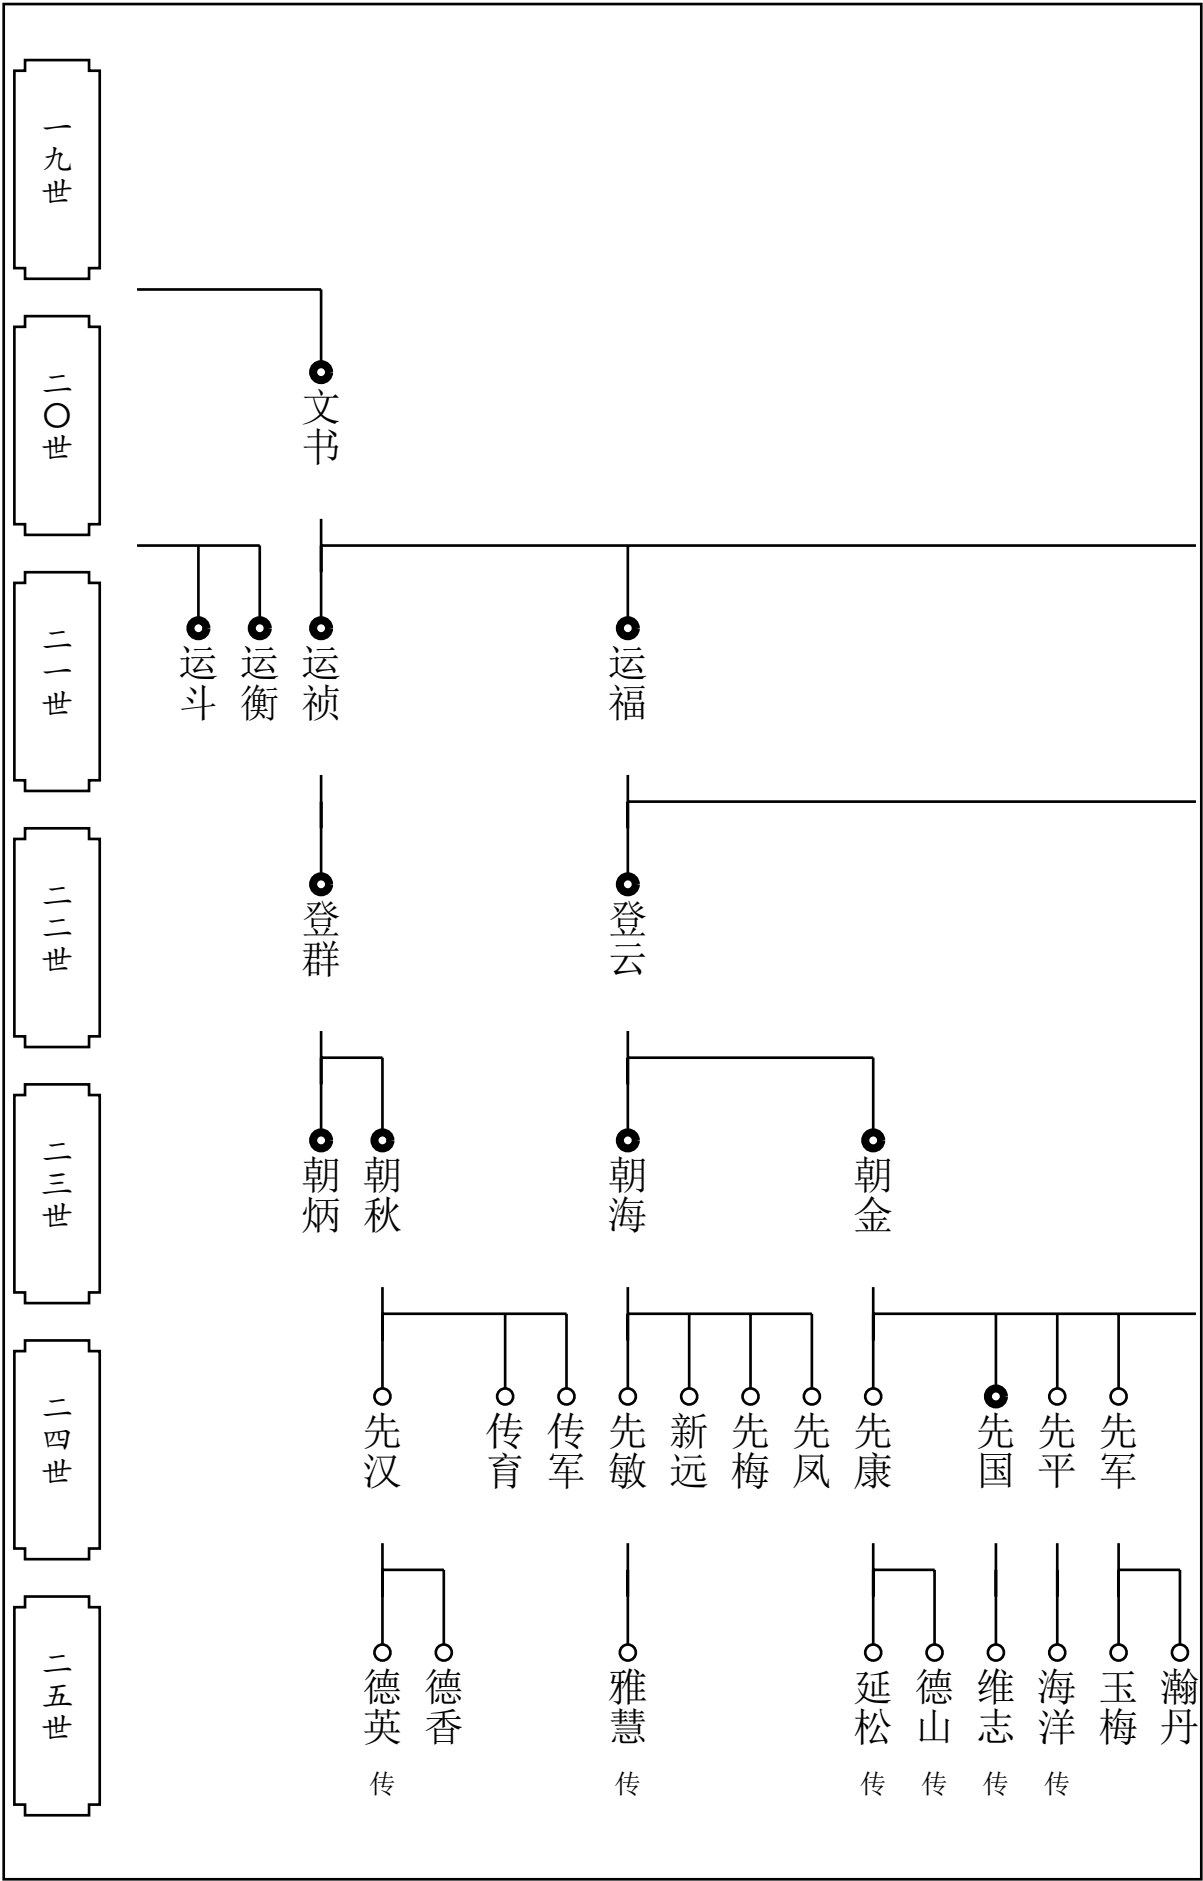 一九世
二〇世
文书
二一世
运斗
运衡
运祯
运福
二二世
登群
登云
二三世
朝炳
朝秋
朝海
朝金
二四世
先汉
传育
传军
先敏
新远
先梅
先凤
先康
先国
先平
先军
二五世
德英
德香
雅慧
延松
德山
维志
海洋
玉梅
瀚丹
传
传
传
传
传
传